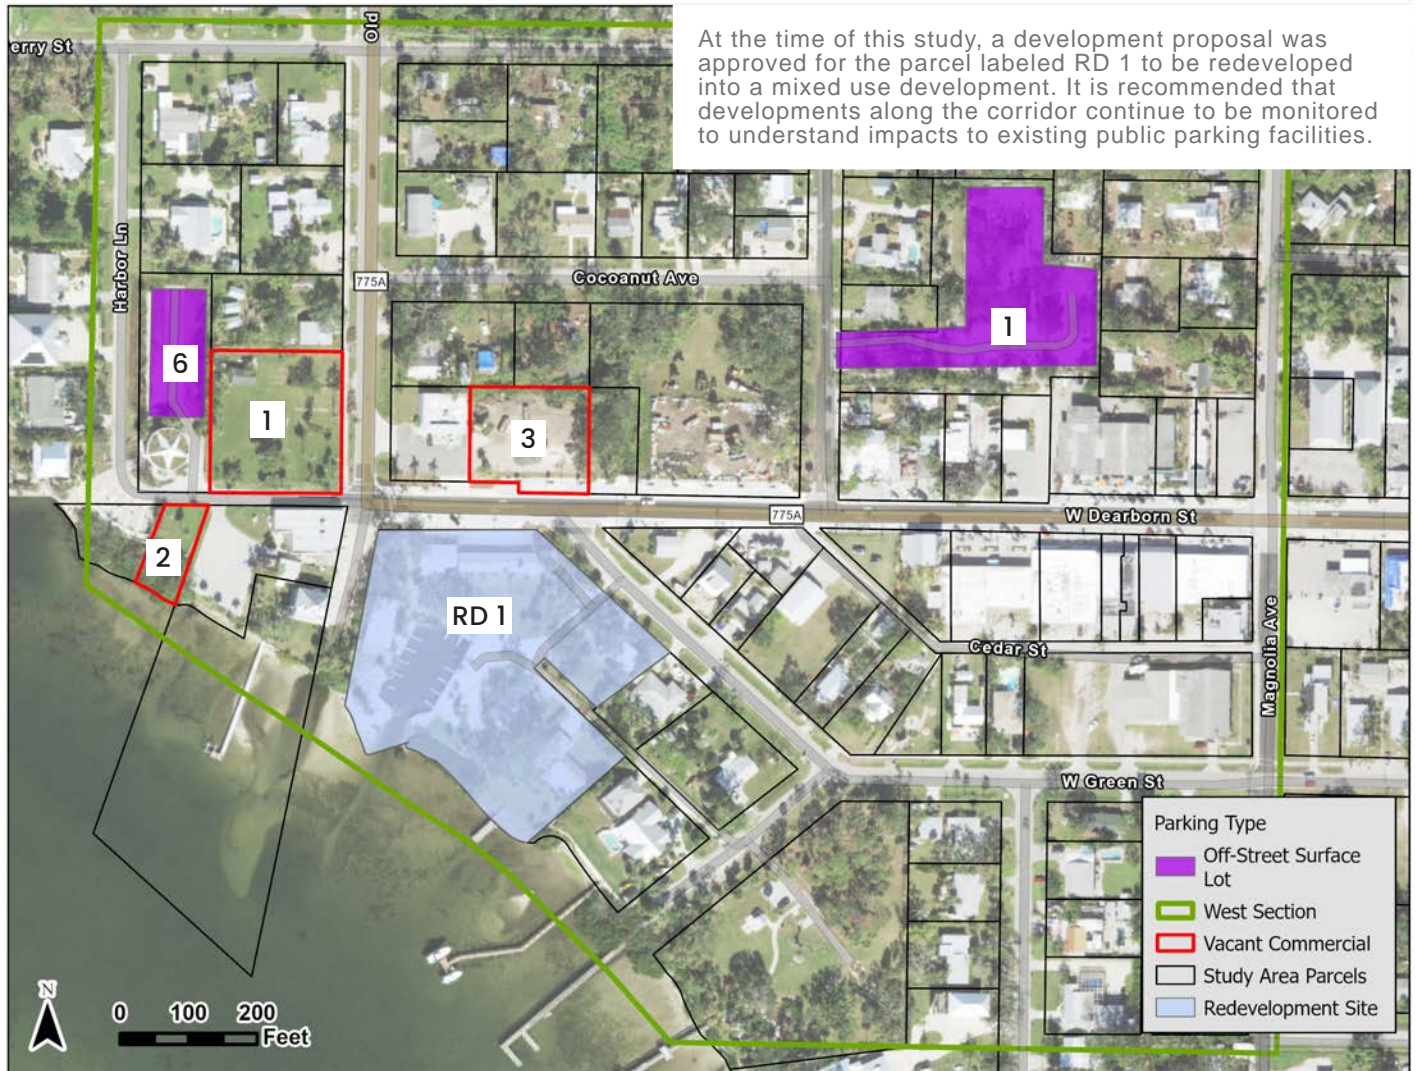 At the time of this study, a development proposal was
approved for the parcel labeled RD 1 to be redeveloped
into a mixed use development. It is recommended that
developments along the corridor continue to be monitored
to understand impacts to existing public parking facilities.
erry St
Old
Harbor Ln
775A
Cocoanut Ave
6
1
1
3
2
775A
W Dearborn St
RD 1
Cedar St
Magnolia Ave
W Green St
Parking Type
Off-Street Surface
Lot
West Section
Vacant Commercial
Study Area Parcels
Redevelopment Site
N
0 100 200
Feet